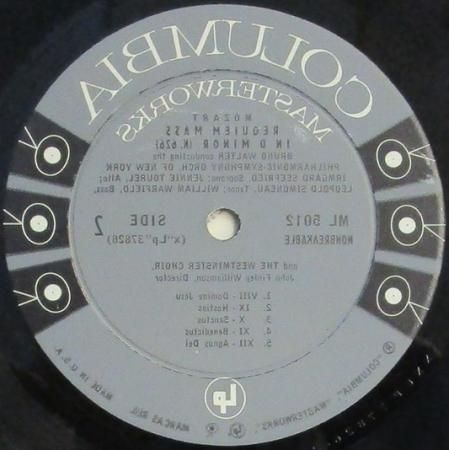 COLUMBIA
MASTERWORKS
MOZART
REQUIEM MASS
IN D MINOR (K. 626)
BRUNO WALTER conducting the
PHILHARMONIC-SYMPHONY ORCH. OF NEW YORK
IRMGARD SEEFRIED, Soprano; JENNIE TOUREL, Alto;
LEOPOLD SIMONEAU, Tenor; WILLIAM WARFIELD, Bass,
ML 5012
SIDE 2
NONBREAKABLE
(x"Lp"37826)
and THE WESTMINSTER CHOIR,
John Finley Williamson, Director
1. VIII - Domine Jesu
2. IX - Hostias
3. X - Sanctus
4. XI - Benedictus
5. XII - Agnus Dei
Lp
® "COLUMBIA", "MASTERWORKS",
MARCAS REG.
MADE IN U.S.A.